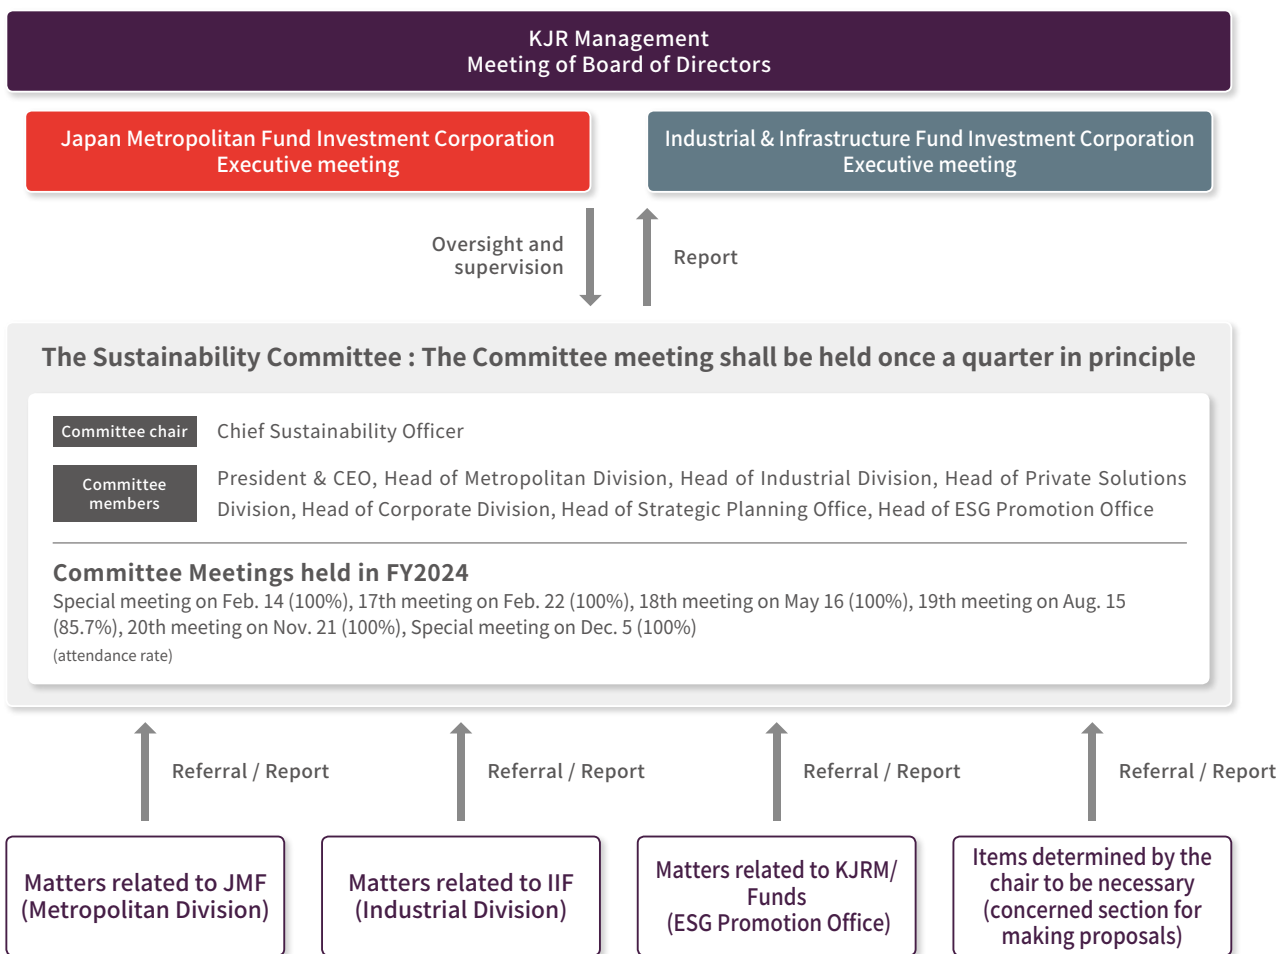 KJR Management
Meeting of Board of Directors
Japan Metropolitan Fund Investment Corporation
Executive meeting
Industrial & Infrastructure Fund Investment Corporation
Executive meeting
Oversight and
supervision
Report
The Sustainability Committee : The Committee meeting shall be held once a quarter in principle
Committee chair
Chief Sustainability Officer
Committee
members
President & CEO, Head of Metropolitan Division, Head of Industrial Division, Head of Private Solutions
Division, Head of Corporate Division, Head of Strategic Planning Office, Head of ESG Promotion Office
Committee Meetings held in FY2024
Special meeting on Feb. 14 (100%), 17th meeting on Feb. 22 (100%), 18th meeting on May 16 (100%), 19th meeting on Aug. 15
(85.7%), 20th meeting on Nov. 21 (100%), Special meeting on Dec. 5 (100%)
(attendance rate)
Referral / Report
Referral / Report
Referral / Report
Referral / Report
Matters related to JMF
(Metropolitan Division)
Matters related to IIF
(Industrial Division)
Matters related to KJRM/
Funds
(ESG Promotion Office)
Items determined by the
chair to be necessary
(concerned section for
making proposals)